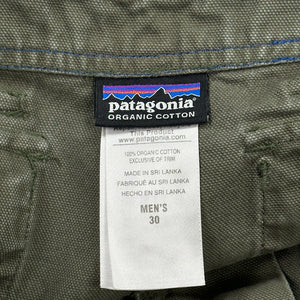 patagonia
ORGANIC COTTON
This Product
www.patagonia.com
100% ORGANIC COTTON
EXCLUSIVE OF TRIM
MADE IN SRI LANKA
FABRIQUÉ AU SRI LANKA
HECHO EN SRI LANKA
MEN'S
30